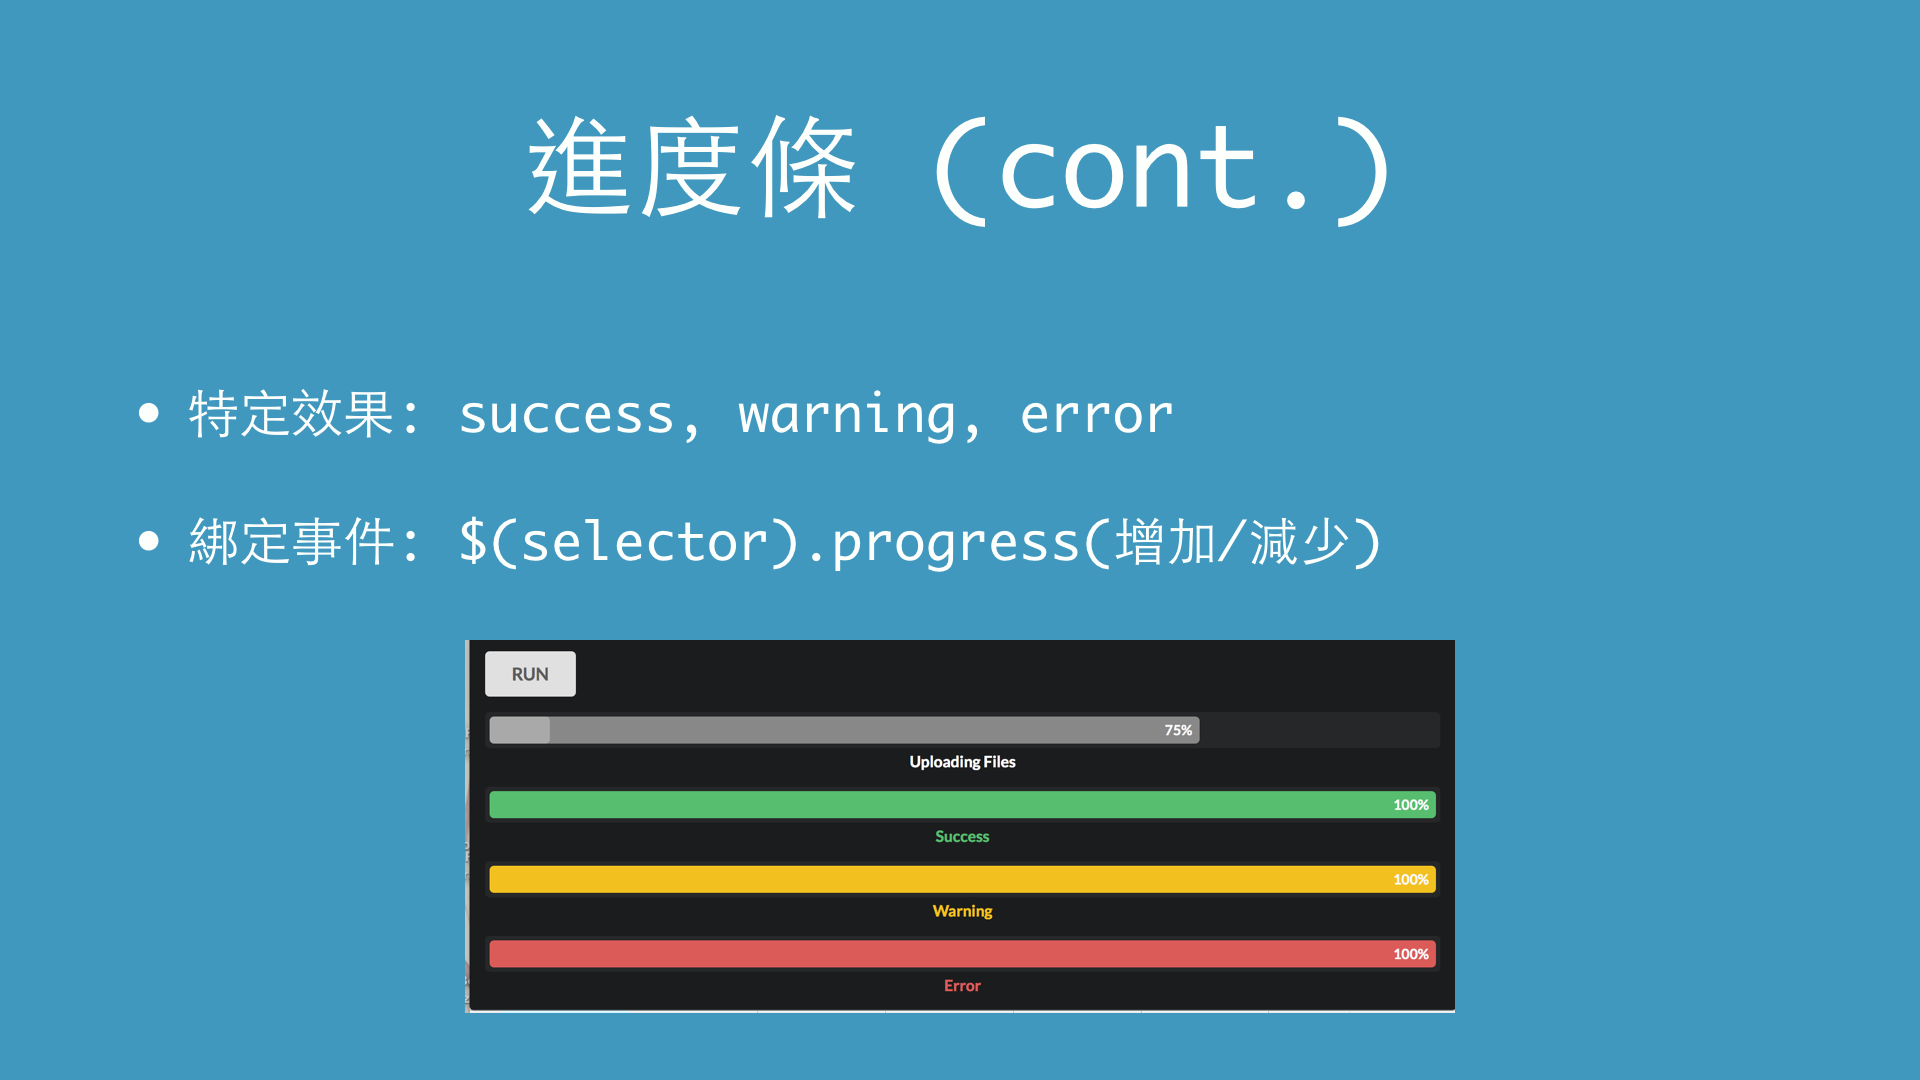 進度條 (cont.)
• 特定效果: success, warning, error
• 綁定事件: $(selector).progress(增加/減少)
RUN
75%
Uploading Files
100%
Success
100%
Warning
100%
Error